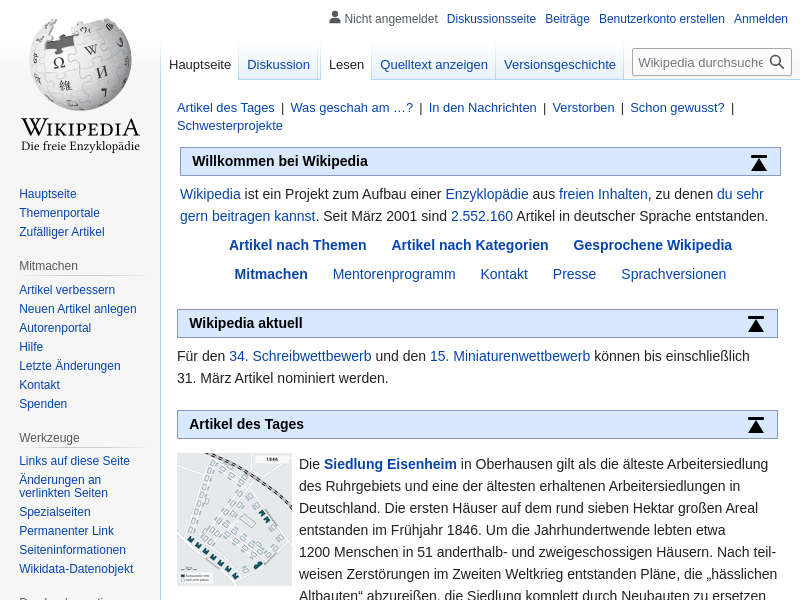 Nicht angemeldet Diskussionsseite Beiträge Benutzerkonto erstellen Anmelden
Hauptseite Diskussion Lesen Quelltext anzeigen Versionsgeschichte Wikipedia durchsuche
WIKIPEDIA
Die freie Enzyklopädie
Hauptseite
Themenportale
Zufälliger Artikel
Mitmachen
Artikel verbessern
Neuen Artikel anlegen
Autorenportal
Hilfe
Letzte Änderungen
Kontakt
Spenden
Werkzeuge
Links auf diese Seite
Änderungen an
verlinkten Seiten
Spezialseiten
Permanenter Link
Seiteninformationen
Wikidata-Datenobjekt
Artikel des Tages | Was geschah am …? | In den Nachrichten | Verstorben | Schon gewusst? |
Schwesterprojekte
Willkommen bei Wikipedia
Wikipedia ist ein Projekt zum Aufbau einer Enzyklopädie aus freien Inhalten, zu denen du sehr
gern beitragen kannst. Seit März 2001 sind 2.552.160 Artikel in deutscher Sprache entstanden.
Artikel nach Themen Artikel nach Kategorien Gesprochene Wikipedia
Mitmachen Mentorenprogramm Kontakt Presse Sprachversionen
Wikipedia aktuell
Für den 34. Schreibwettbewerb und den 15. Miniaturenwettbewerb können bis einschließlich
31. März Artikel nominiert werden.
Artikel des Tages
1846
Die Siedlung Eisenheim in Oberhausen gilt als die älteste Arbeitersiedlung
des Ruhrgebiets und eine der ältesten erhaltenen Arbeitersiedlungen in
Deutschland. Die ersten Häuser auf dem rund sieben Hektar großen Areal
entstanden im Frühjahr 1846. Um die Jahrhundertwende lebten etwa
1200 Menschen in 51 anderthalb- und zweigeschossigen Häusern. Nach teil-
weisen Zerstörungen im Zweiten Weltkrieg entstanden Pläne, die „hässlichen
Altbauten“ abzureißen, die Siedlung komplett durch Neubauten zu ersetzen